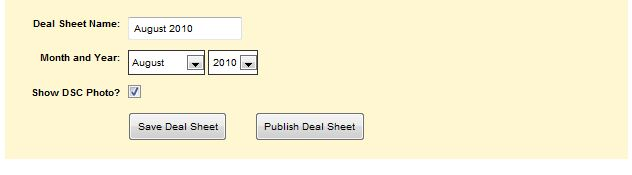 Deal Sheet Name: August 2010
Month and Year: August 2010
Show DSC Photo?
Save Deal Sheet Publish Deal Sheet